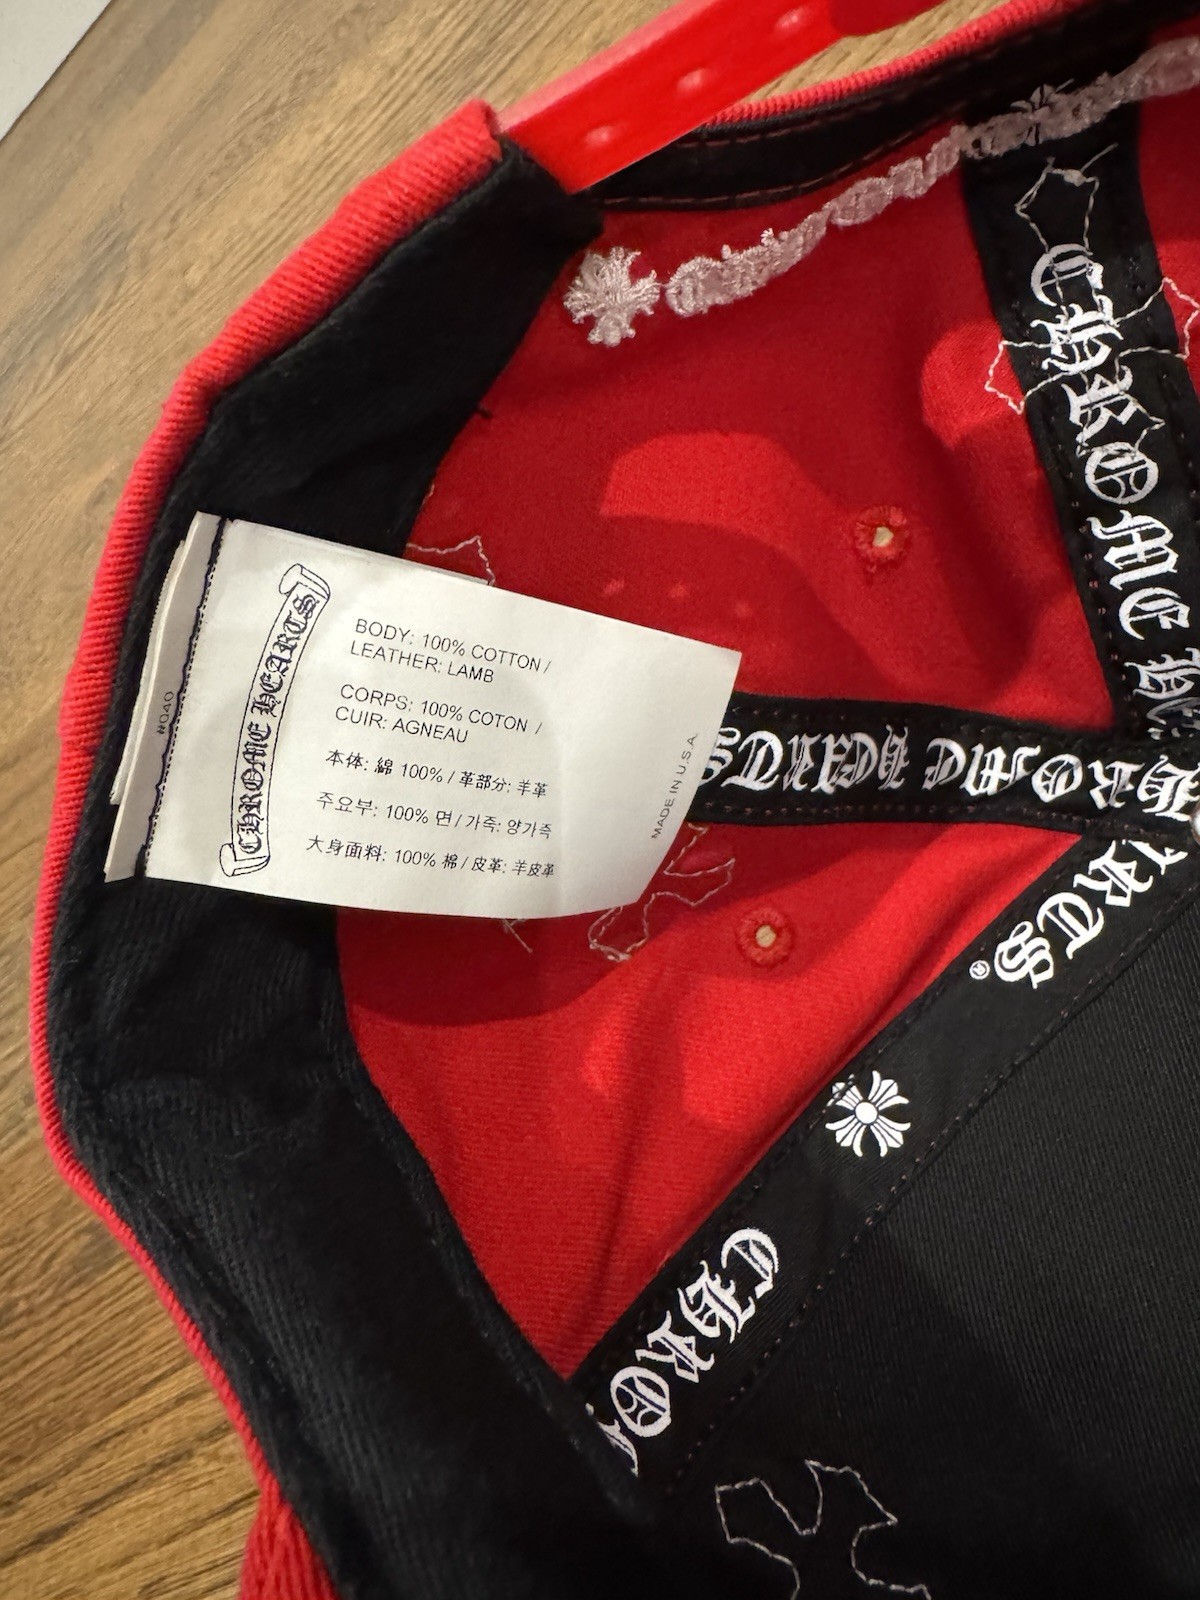 CHROME HEARTS
#040
CHROME HEARTS
BODY: 100% COTTON /
LEATHER: LAMB
CORPS: 100% COTON /
CUIR: AGNEAU
本体: 綿 100% / 革部分: 羊革
주요부: 100% 면 / 가죽: 양가죽
大身面料: 100% 棉 / 皮革: 羊皮革
MADE IN U.S.A.
CHROME HEARTS
®
CHRO